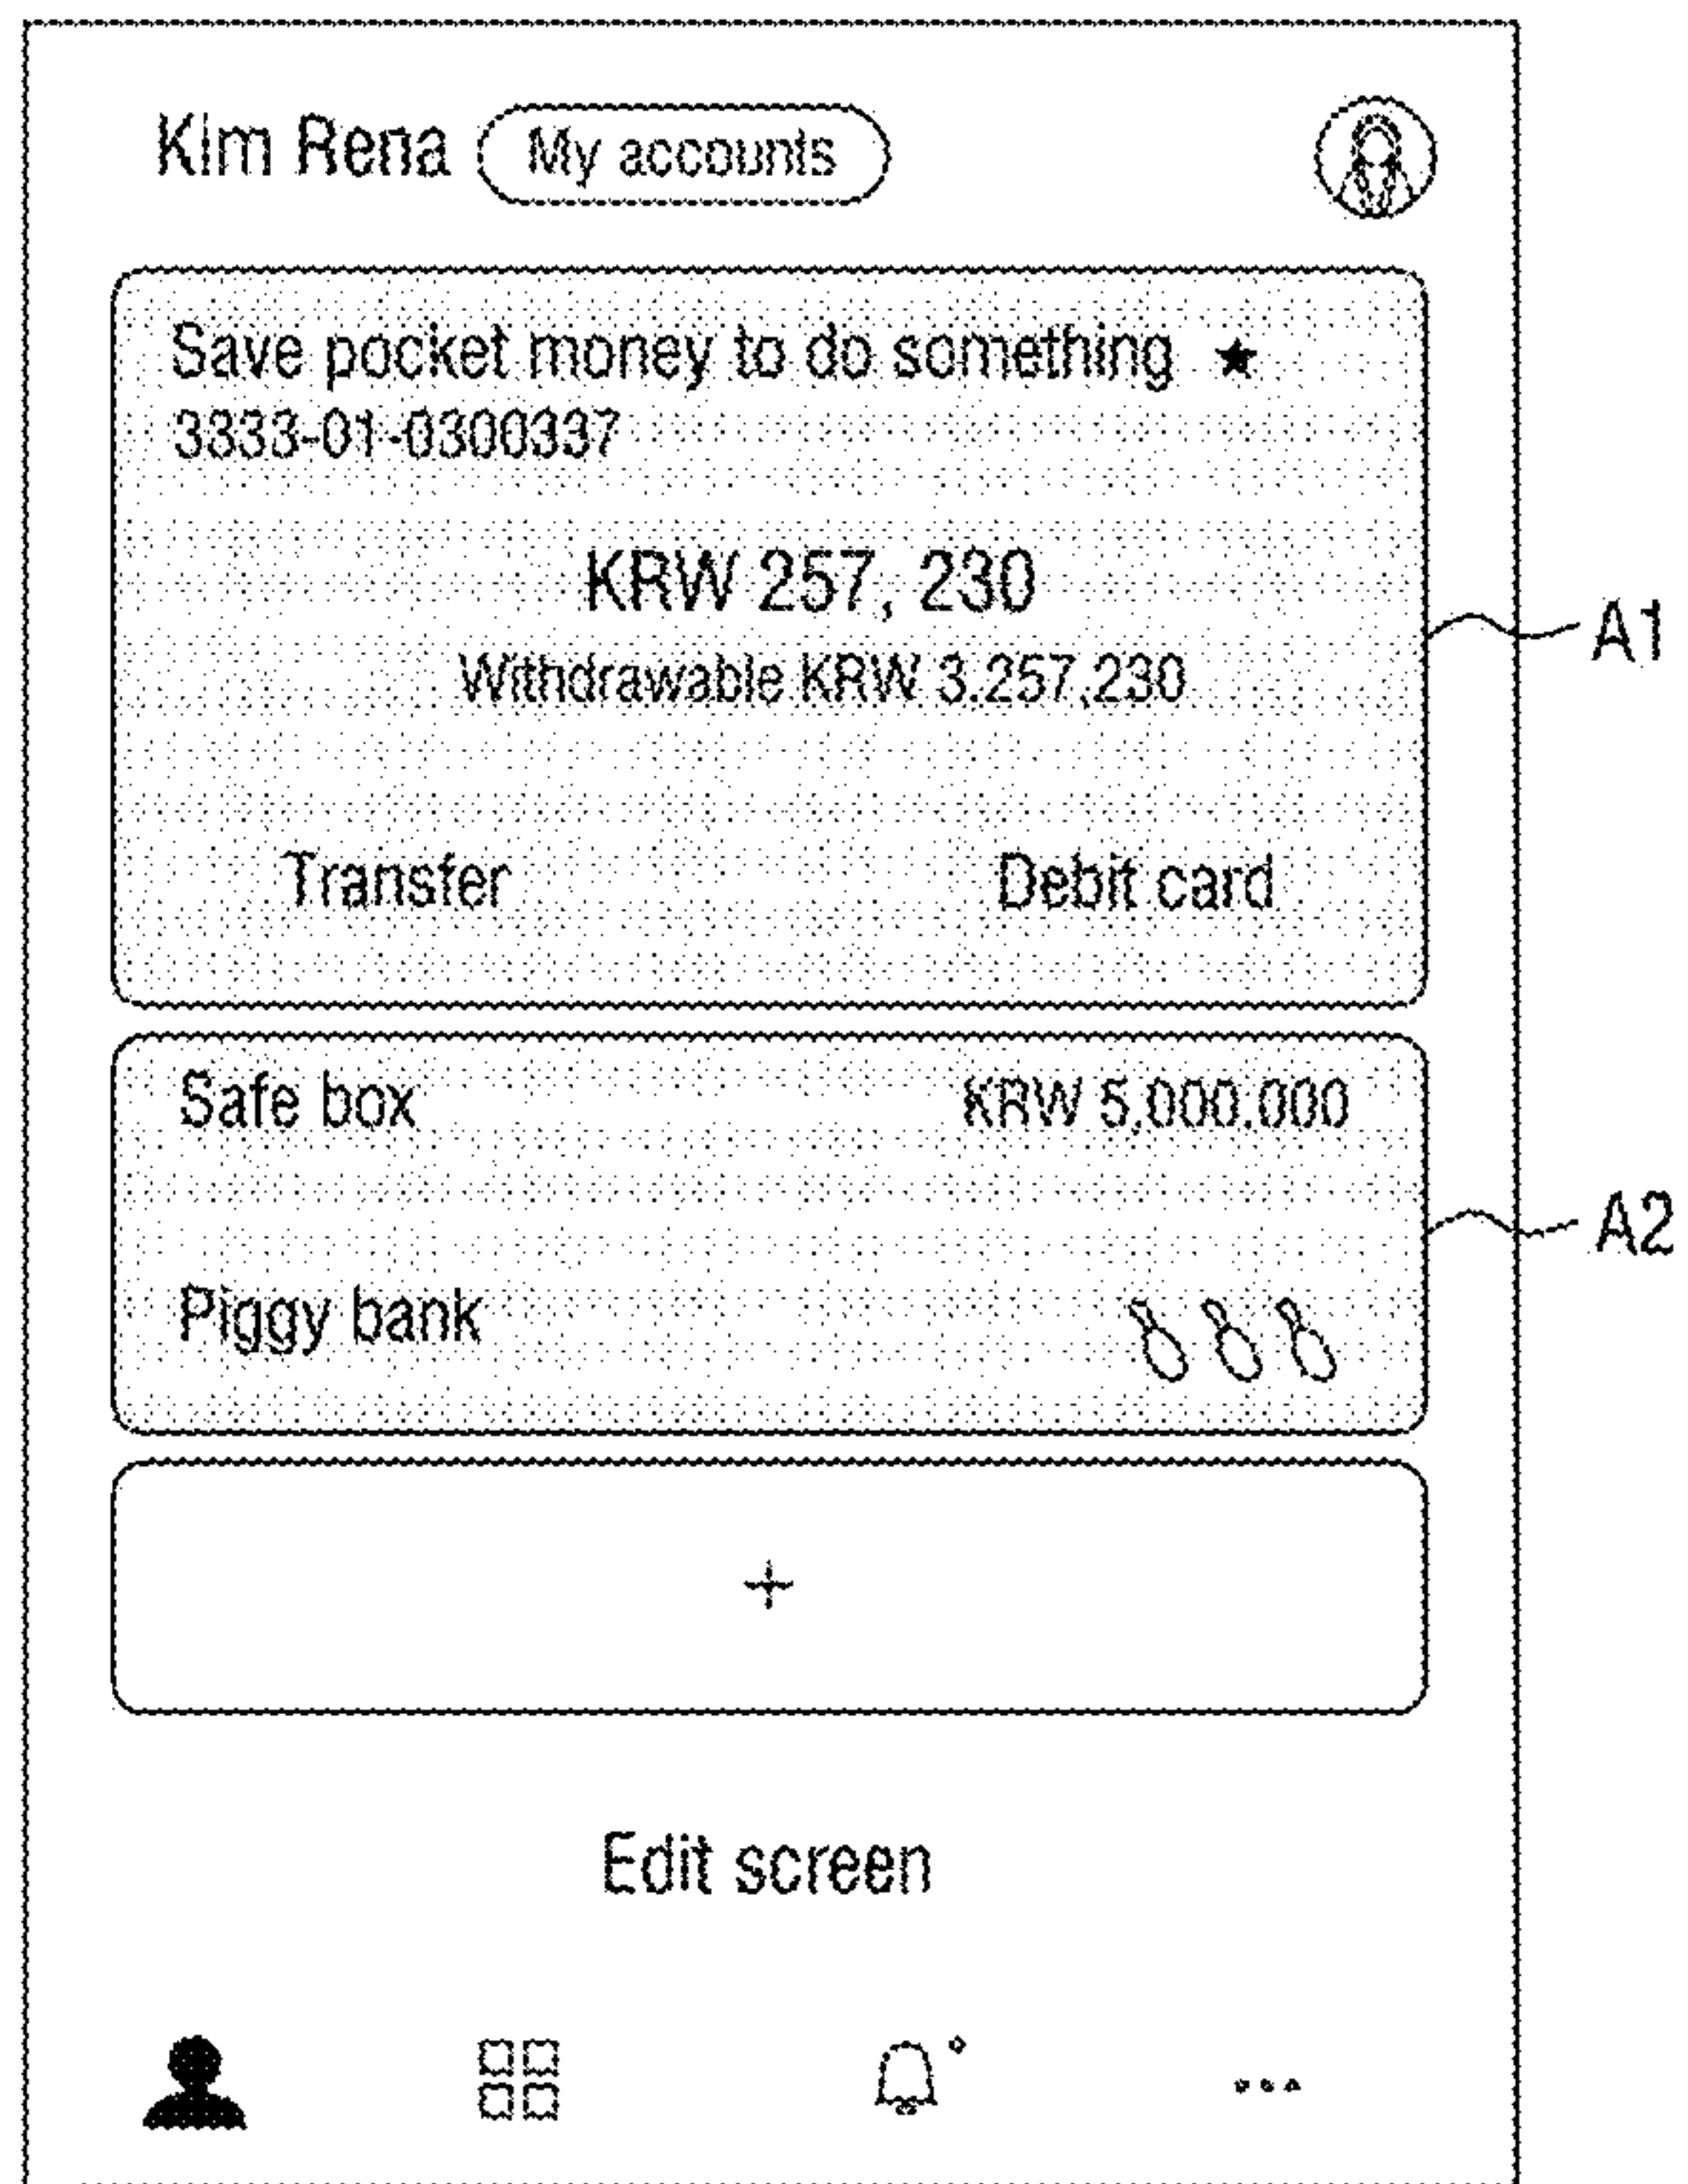 Kim Rena My accounts
Save pocket money to do something ★
3333-01-0300337
KRW 257, 230
Withdrawable KRW 3,257,230
A1
Transfer Debit card
Safe box KRW 5,000,000
A2
Piggy bank
+
Edit screen